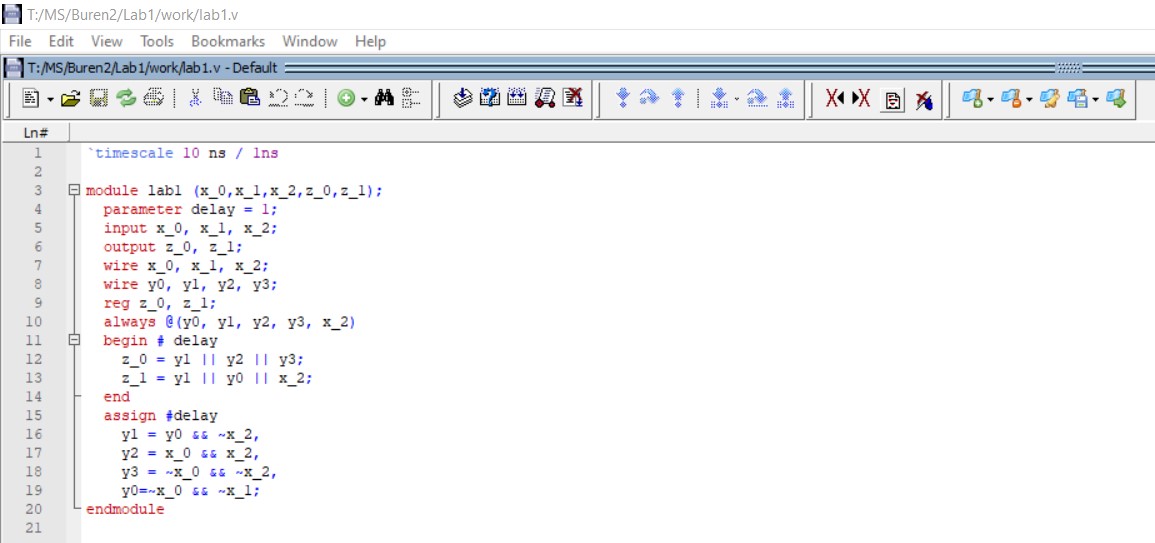 T:/MS/Buren2/Lab1/work/lab1.v
File Edit View Tools Bookmarks Window Help
T:/MS/Buren2/Lab1/work/lab1.v - Default
Ln#
1 `timescale 10 ns / 1ns
2
3 module lab1 (x_0,x_1,x_2,z_0,z_1);
4 parameter delay = 1;
5 input x_0, x_1, x_2;
6 output z_0, z_1;
7 wire x_0, x_1, x_2;
8 wire y0, y1, y2, y3;
9 reg z_0, z_1;
10 always @(y0, y1, y2, y3, x_2)
11 begin # delay
12 z_0 = y1 || y2 || y3;
13 z_1 = y1 || y0 || x_2;
14 end
15 assign #delay
16 y1 = y0 && ~x_2,
17 y2 = x_0 && x_2,
18 y3 = ~x_0 && ~x_2,
19 y0=~x_0 && ~x_1;
20 endmodule
21